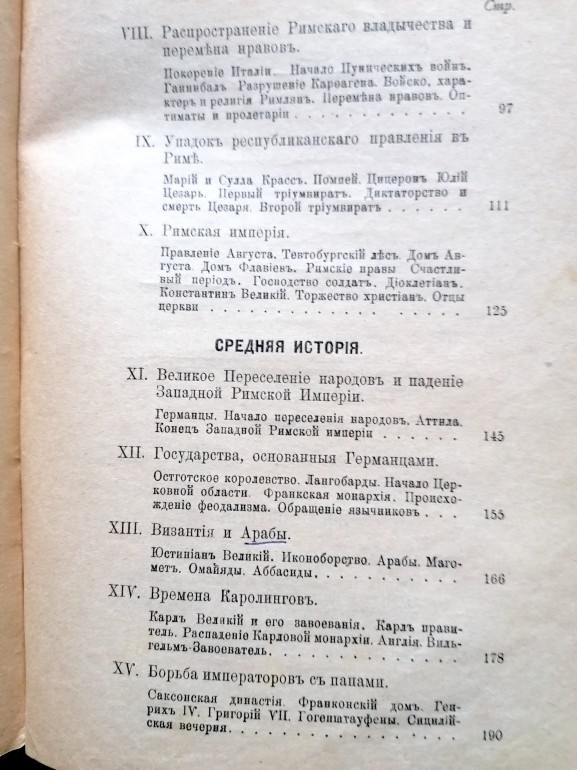 Стр.
VIII. Распространеніе Римскаго владычества и
перемѣна нравовъ.
Покореніе Италіи. Начало Пуническихъ войнъ.
Ганнибалъ Разрушеніе Карѳагена. Войско, хара-
ктеръ и религія Римлянъ. Перемѣна нравовъ. Оп-
тиматы и пролетаріи . . . . . . . . . . . . 97
IX. Упадокъ республиканскаго правленія въ
Римѣ.
Марій и Сулла Крассъ. Помпей. Цицеронъ Юлій
Цезарь. Первый тріумвиратъ. Диктаторство и
смерть Цезаря. Второй тріумвиратъ . . . . . . 111
X. Римская имперія.
Правленіе Августа. Тевтобургскій лѣсъ. Домъ Ав-
густа Домъ Флавіевъ. Римскіе нравы Счастли-
вый періодъ. Господство солдатъ. Діоклетіанъ.
Константинъ Великій. Торжество христіанъ. Отцы
церкви . . . . . . . . . . . . . . . . . 125
СРЕДНЯЯ ИСТОРІЯ.
XI. Великое Переселеніе народовъ и паденіе
Западной Римской Имперіи.
Германцы. Начало переселенія народовъ. Аттила.
Конецъ Западной Римской имперіи . . . . . . . 145
XII. Государства, основанныя Германцами.
Остготское королевство. Лангобарды. Начало Цер-
ковной области. Франкская монархія. Происхо-
жденіе феодализма. Обращеніе язычниковъ . . . 155
XIII. Византія и Арабы.
Юстиніанъ Великій. Иконоборство. Арабы. Маго-
метъ. Омайяды. Аббасиды. . . . . . . . . . . 166
XIV. Времена Каролинговъ.
Карлъ Великій и его завоеванія. Карлъ прави-
тель. Распаденіе Карловой монархіи. Англія. Виль-
гельмъ-Завоеватель. . . . . . . . . . . . . 178
XV. Борьба императоровъ съ папами.
Саксонская династія. Франконскій домъ. Ген-
рихъ IV. Григорій VII. Гогенштауфены. Сицилій-
ская вечерня. . . . . . . . . . . . . . . 190